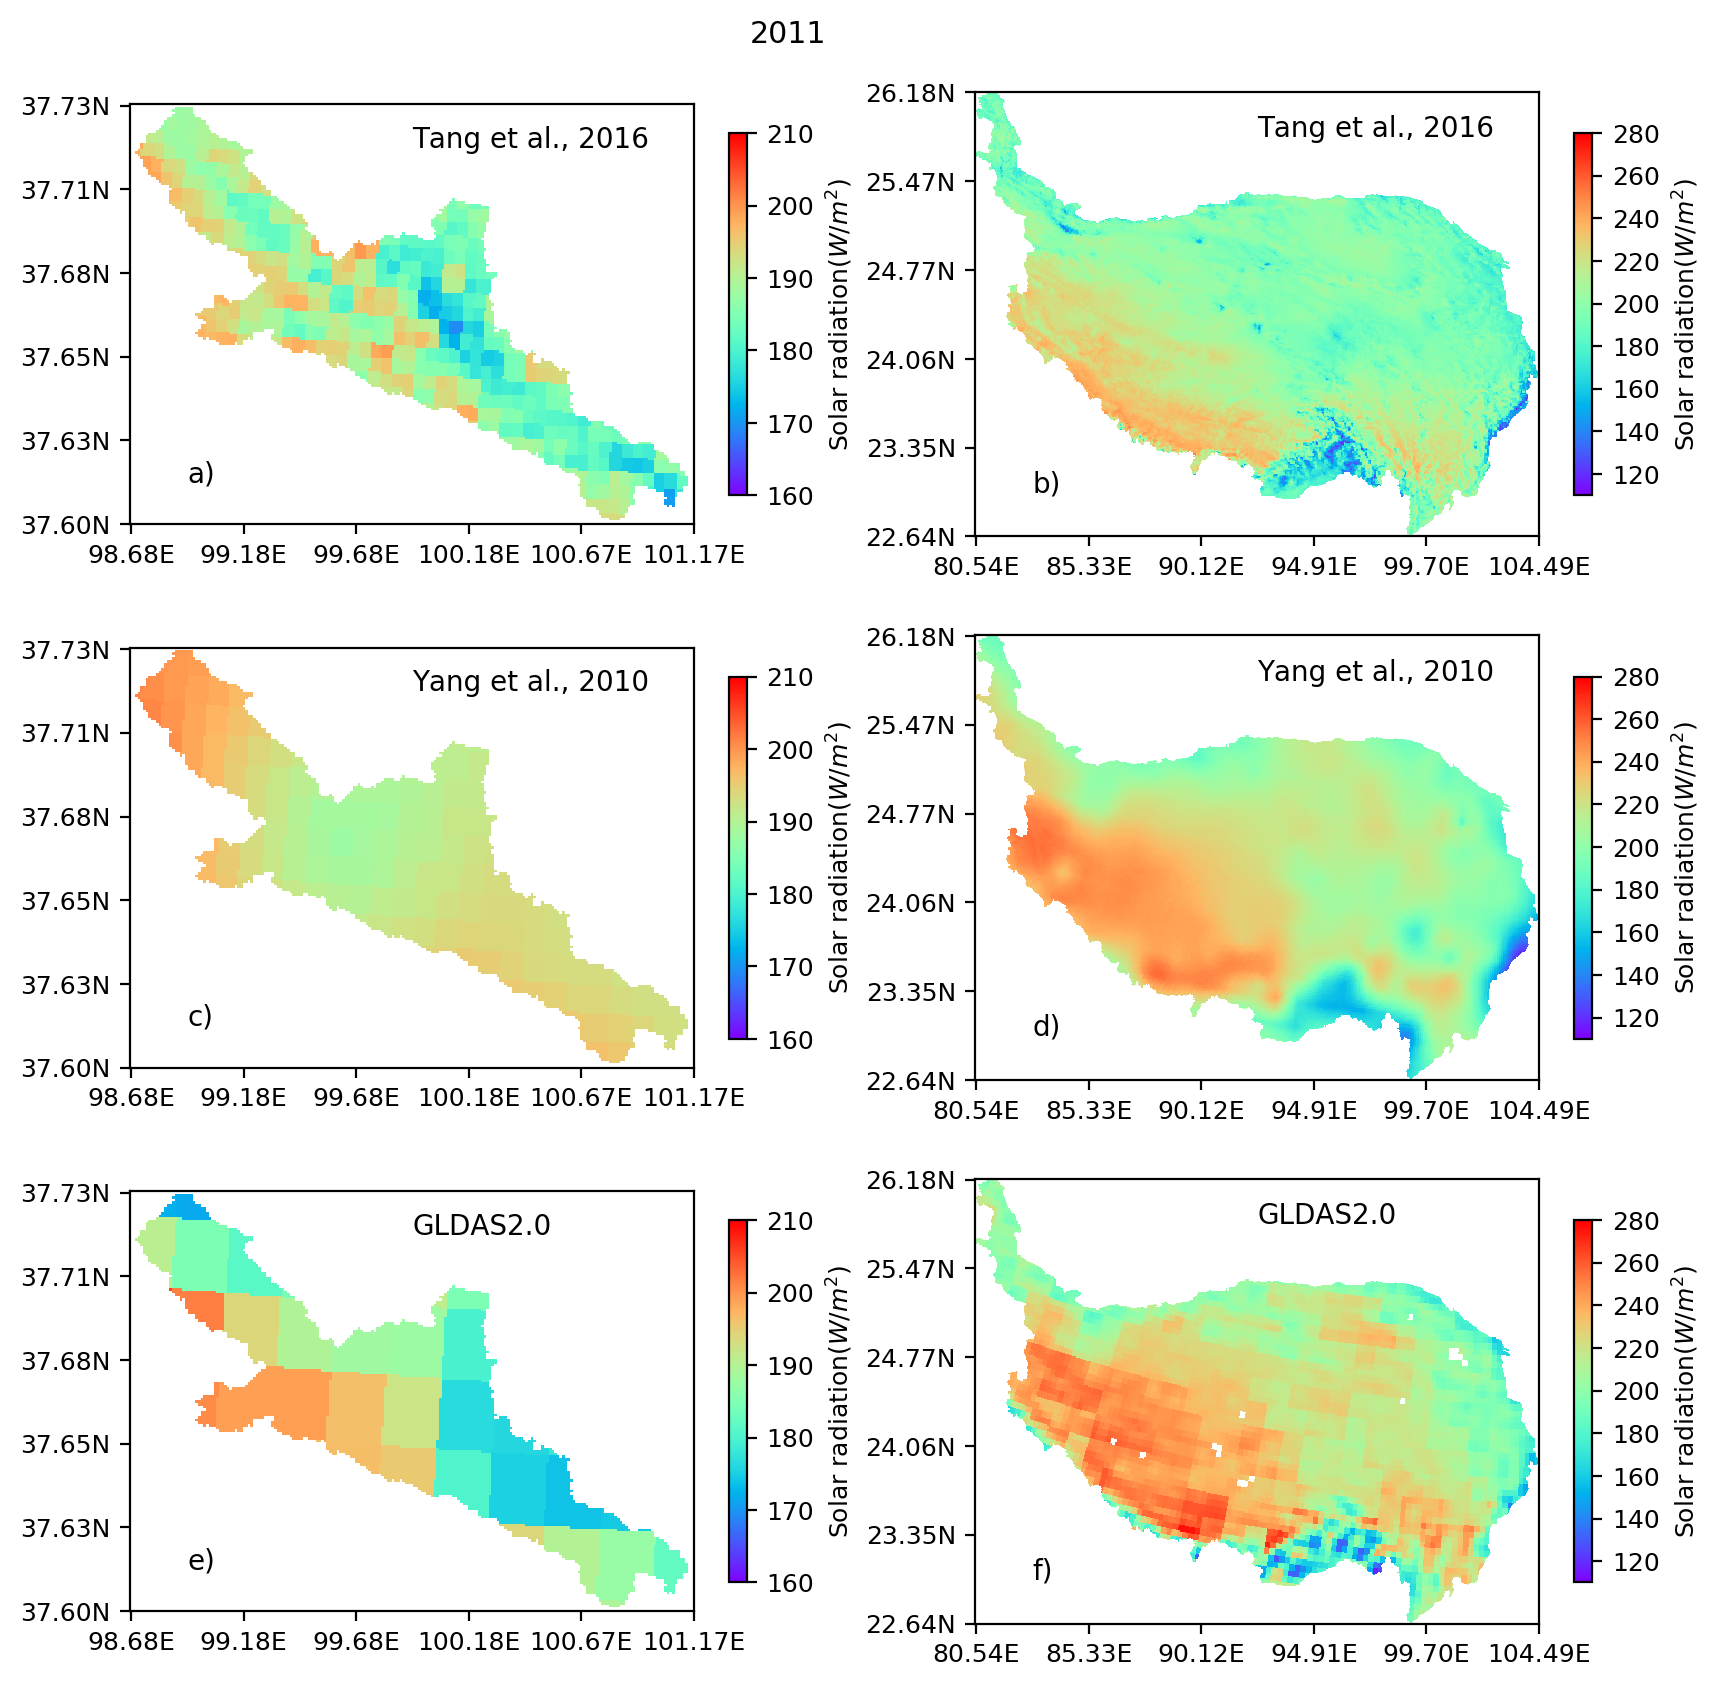 2011
Tang et al., 2016
a)
37.73N
37.71N
37.68N
37.65N
37.63N
37.60N
98.68E 99.18E 99.68E 100.18E 100.67E 101.17E
210
200
190
180
170
160
Solar radiation(W/m²)
Tang et al., 2016
b)
26.18N
25.47N
24.77N
24.06N
23.35N
22.64N
80.54E 85.33E 90.12E 94.91E 99.70E 104.49E
280
260
240
220
200
180
160
140
120
Solar radiation(W/m²)
Yang et al., 2010
c)
37.73N
37.71N
37.68N
37.65N
37.63N
37.60N
98.68E 99.18E 99.68E 100.18E 100.67E 101.17E
210
200
190
180
170
160
Solar radiation(W/m²)
Yang et al., 2010
d)
26.18N
25.47N
24.77N
24.06N
23.35N
22.64N
80.54E 85.33E 90.12E 94.91E 99.70E 104.49E
280
260
240
220
200
180
160
140
120
Solar radiation(W/m²)
GLDAS2.0
e)
37.73N
37.71N
37.68N
37.65N
37.63N
37.60N
98.68E 99.18E 99.68E 100.18E 100.67E 101.17E
210
200
190
180
170
160
Solar radiation(W/m²)
GLDAS2.0
f)
26.18N
25.47N
24.77N
24.06N
23.35N
22.64N
80.54E 85.33E 90.12E 94.91E 99.70E 104.49E
280
260
240
220
200
180
160
140
120
Solar radiation(W/m²)